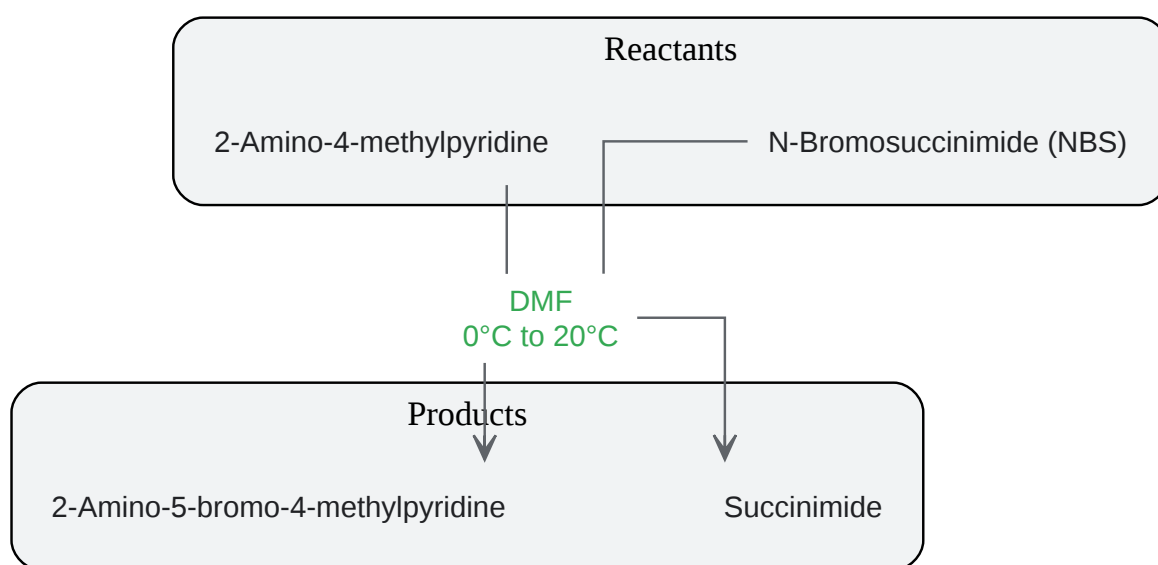 Reactants
2-Amino-4-methylpyridine
N-Bromosuccinimide (NBS)
DMF
0°C to 20°C
Products
2-Amino-5-bromo-4-methylpyridine
Succinimide